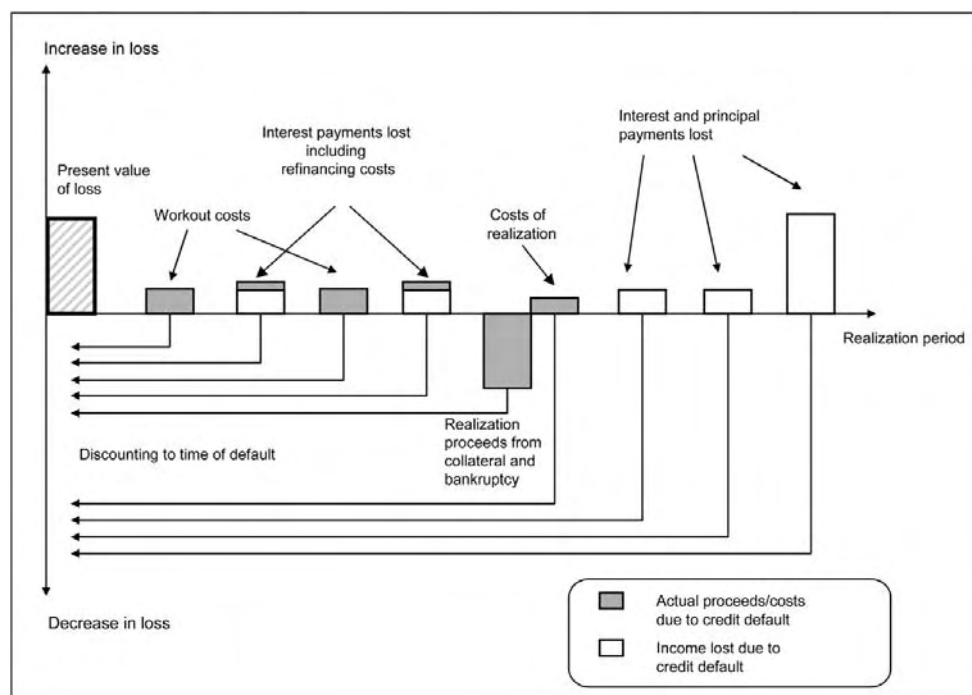 Increase in loss
Interest and principal
payments lost
Interest payments lost
including
refinancing costs
Present value
of loss
Workout costs
Costs of
realization
Realization period
Realization
proceeds from
collateral and
bankruptcy
Discounting to time of default
Decrease in loss
Actual proceeds/costs
due to credit default
Income lost due to
credit default